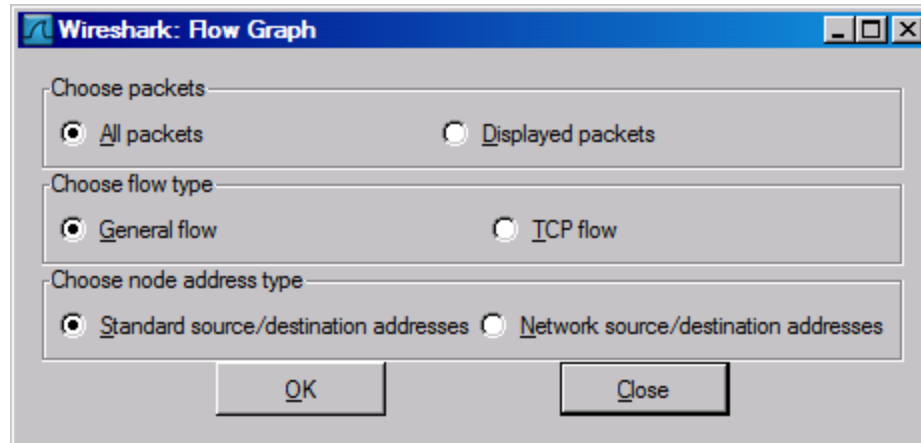 Wireshark: Flow Graph
Choose packets
All packets Displayed packets
Choose flow type
General flow TCP flow
Choose node address type
Standard source/destination addresses Network source/destination addresses
OK Close